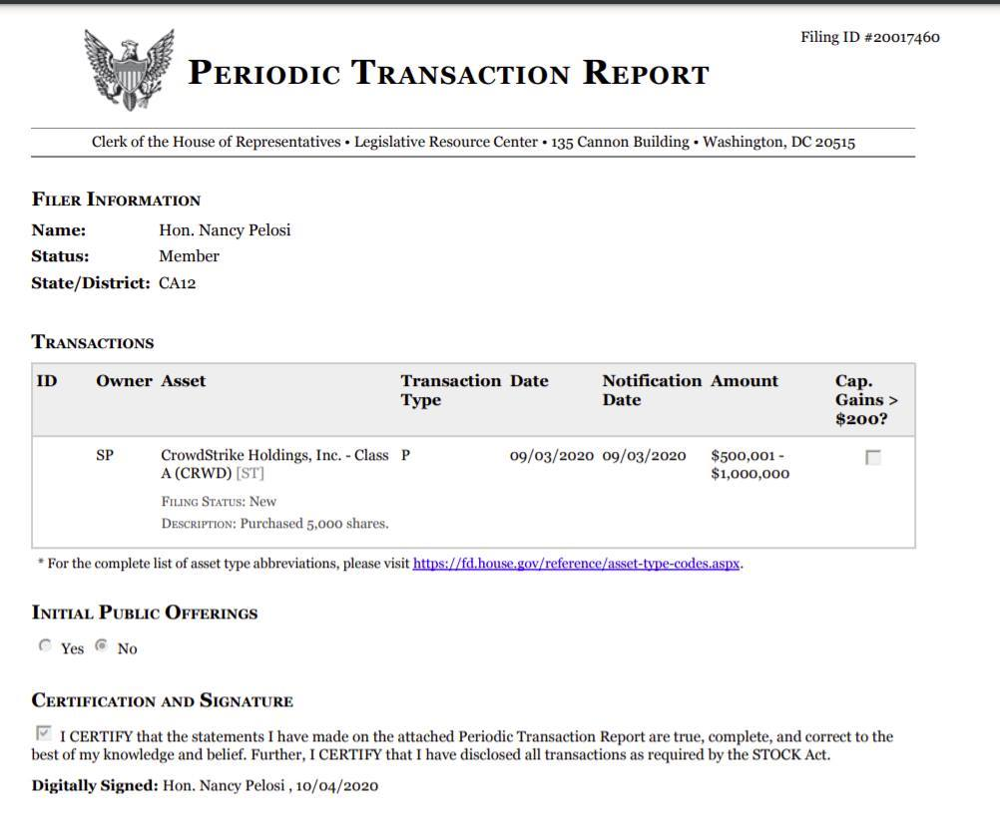 Filing ID #20017460
PERIODIC TRANSACTION REPORT
Clerk of the House of Representatives • Legislative Resource Center • 135 Cannon Building • Washington, DC 20515
FILER INFORMATION
Name: Hon. Nancy Pelosi
Status: Member
State/District: CA12
TRANSACTIONS
ID Owner Asset Transaction Type Date Notification Date Amount Cap. Gains > $200?
SP CrowdStrike Holdings, Inc. - Class A (CRWD) [ST] P 09/03/2020 09/03/2020 $500,001 - $1,000,000
FILING STATUS: New
DESCRIPTION: Purchased 5,000 shares.
* For the complete list of asset type abbreviations, please visit https://fd.house.gov/reference/asset-type-codes.aspx.
INITIAL PUBLIC OFFERINGS
Yes No
CERTIFICATION AND SIGNATURE
I CERTIFY that the statements I have made on the attached Periodic Transaction Report are true, complete, and correct to the
best of my knowledge and belief. Further, I CERTIFY that I have disclosed all transactions as required by the STOCK Act.
Digitally Signed: Hon. Nancy Pelosi , 10/04/2020